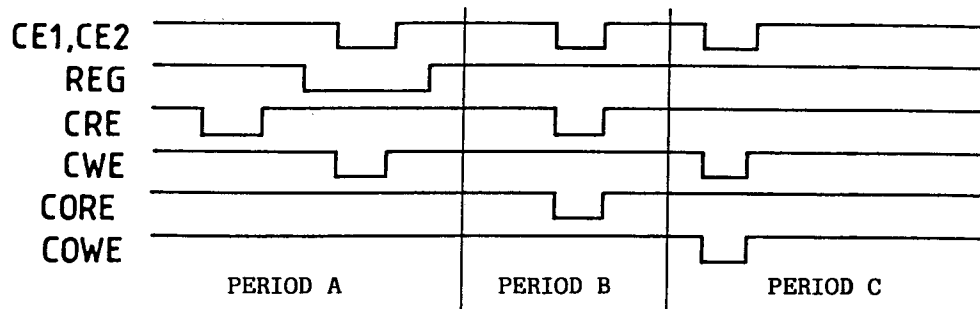 CE1,CE2
REG
CRE
CWE
CORE
COWE
PERIOD A PERIOD B PERIOD C